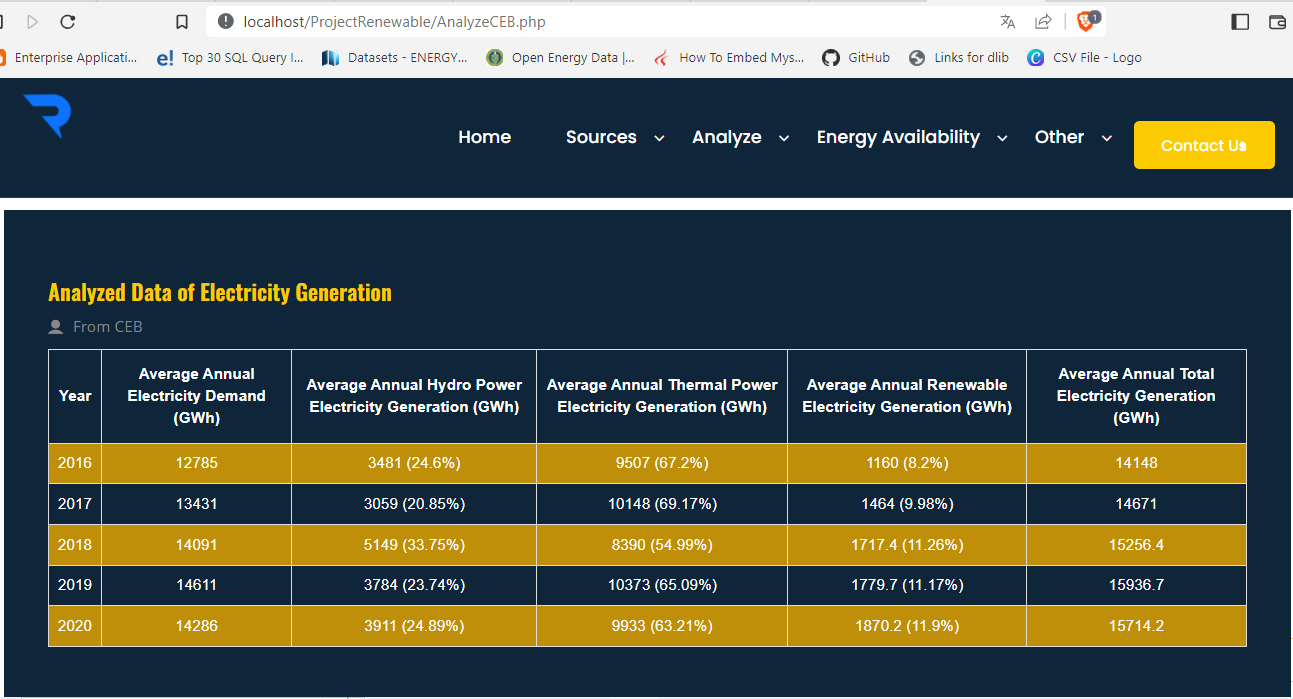 localhost/ProjectRenewable/AnalyzeCEB.php 1
Enterprise Applicati... Top 30 SQL Query I... Datasets - ENERGY... Open Energy Data |... How To Embed Mys... GitHub Links for dlib CSV File - Logo
Home Sources Analyze Energy Availability Other Contact Us
Analyzed Data of Electricity Generation
From CEB
Year
Average Annual
Electricity Demand
(GWh)
Average Annual Hydro Power
Electricity Generation (GWh)
Average Annual Thermal Power
Electricity Generation (GWh)
Average Annual Renewable
Electricity Generation (GWh)
Average Annual Total
Electricity Generation
(GWh)
2016 12785 3481 (24.6%) 9507 (67.2%) 1160 (8.2%) 14148
2017 13431 3059 (20.85%) 10148 (69.17%) 1464 (9.98%) 14671
2018 14091 5149 (33.75%) 8390 (54.99%) 1717.4 (11.26%) 15256.4
2019 14611 3784 (23.74%) 10373 (65.09%) 1779.7 (11.17%) 15936.7
2020 14286 3911 (24.89%) 9933 (63.21%) 1870.2 (11.9%) 15714.2